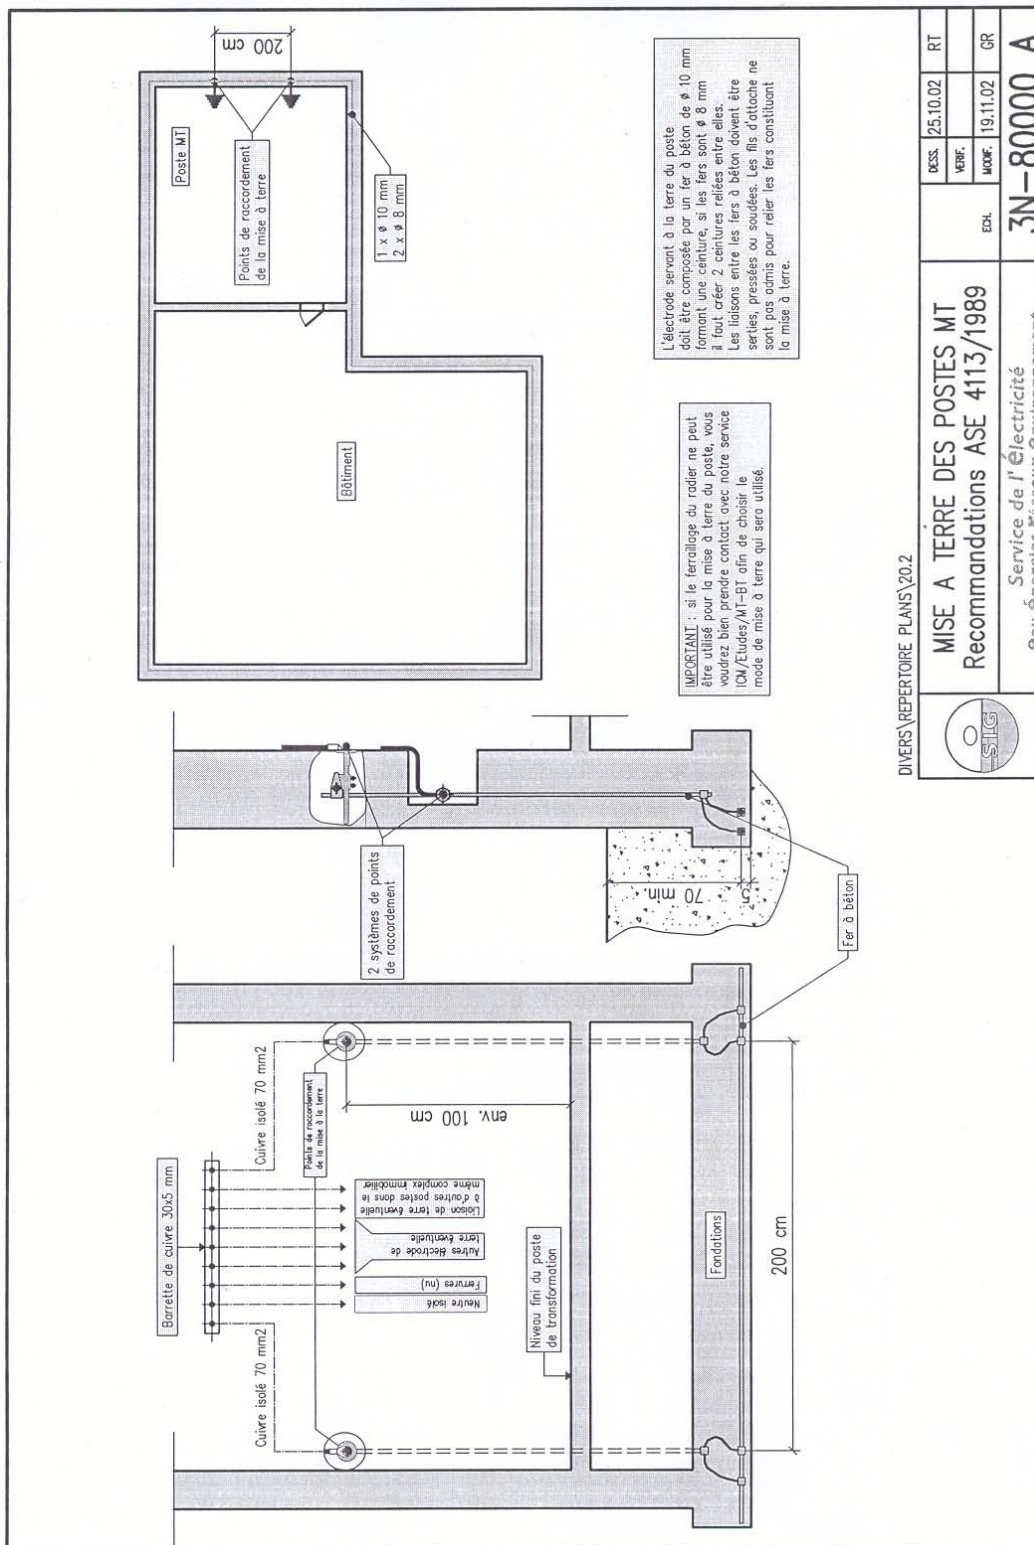 Barrette de cuivre 30x5 mm
Cuivre isolé 70 mm2
Cuivre isolé 70 mm2
Points de raccordement
de la mise à la terre
Neutre isolé
Ferrures (nu)
Autres électrode de
terre éventuelle
Liaison de terre éventuelle
à d'autres postes dans le
même complex immobilier
env. 100 cm
Niveau fini du poste
de transformation
Fondations
200 cm
Fer à béton
2 systèmes de points
de raccordement
70 min.
5
Bâtiment
Poste MT
Points de raccordement
de la mise à terre
200 cm
1 x ø 10 mm
2 x ø 8 mm
IMPORTANT : si le ferraillage du radier ne peut
être utilisé pour la mise à terre du poste, vous
voudrez bien prendre contact avec notre service
ICM/Etudes/MT-BT afin de choisir le
mode de mise à terre qui sera utilisé.
L'électrode servant à la terre du poste
doit être composée par un fer à béton de ø 10 mm
formant une ceinture, si les fers sont ø 8 mm
il faut créer 2 ceintures reliées entre elles.
Les liaisons entre les fers à béton doivent être
serties, pressées ou soudées. Les fils d'attache ne
sont pas admis pour relier les fers constituant
la mise à terre.
DIVERS\REPERTOIRE PLANS\20.2
SIG
MISE A TERRE DES POSTES MT
Recommandations ASE 4113/1989
Service de l'électricité
DESS. 25.10.02 RT
VERIF.
ECH. MODIF. 19.11.02 GR
3N-80000 A